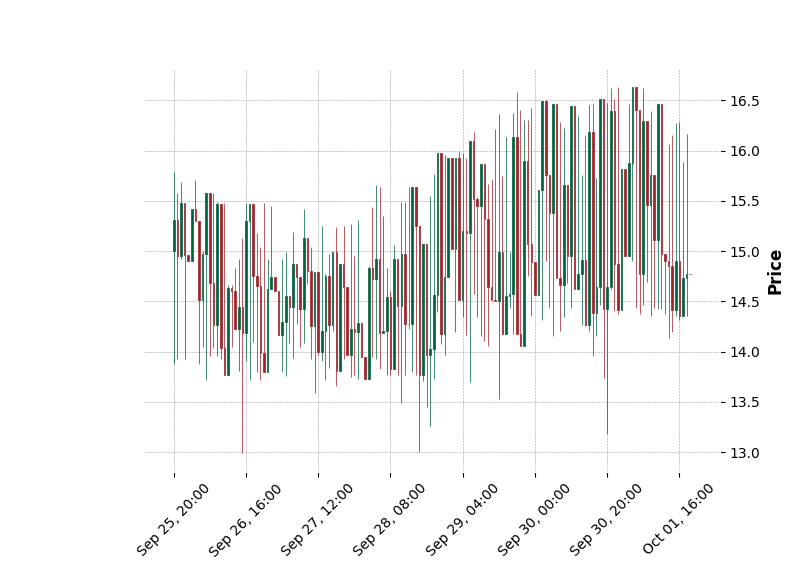 16.5
16.0
15.5
15.0
14.5
14.0
13.5
13.0
Price
Sep 25, 20:00
Sep 26, 16:00
Sep 27, 12:00
Sep 28, 08:00
Sep 29, 04:00
Sep 30, 00:00
Sep 30, 20:00
Oct 01, 16:00